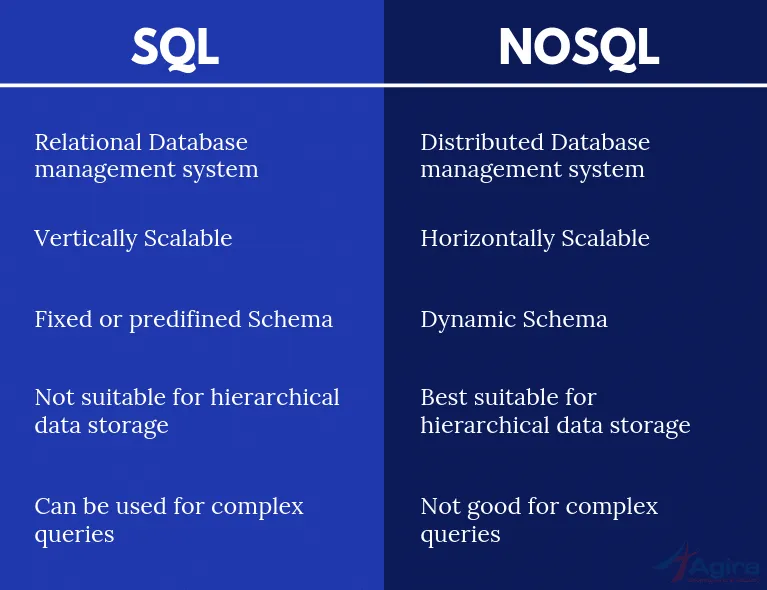 SQL
NOSQL
Relational Database
management system
Distributed Database
management system
Vertically Scalable
Horizontally Scalable
Fixed or predifined Schema
Dynamic Schema
Not suitable for hierarchical
data storage
Best suitable for
hierarchical data storage
Can be used for complex
queries
Not good for complex
queries
Agira